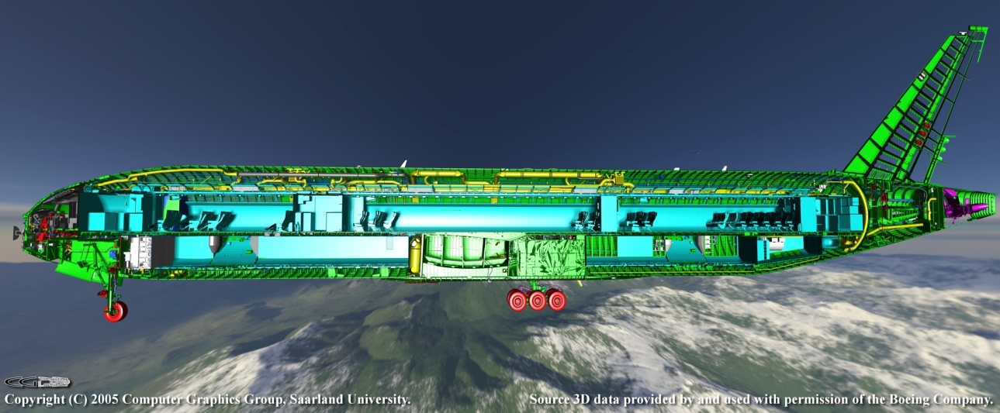 Copyright (C) 2005 Computer Graphics Group, Saarland University.
Source 3D data provided by and used with permission of the Boeing Company.